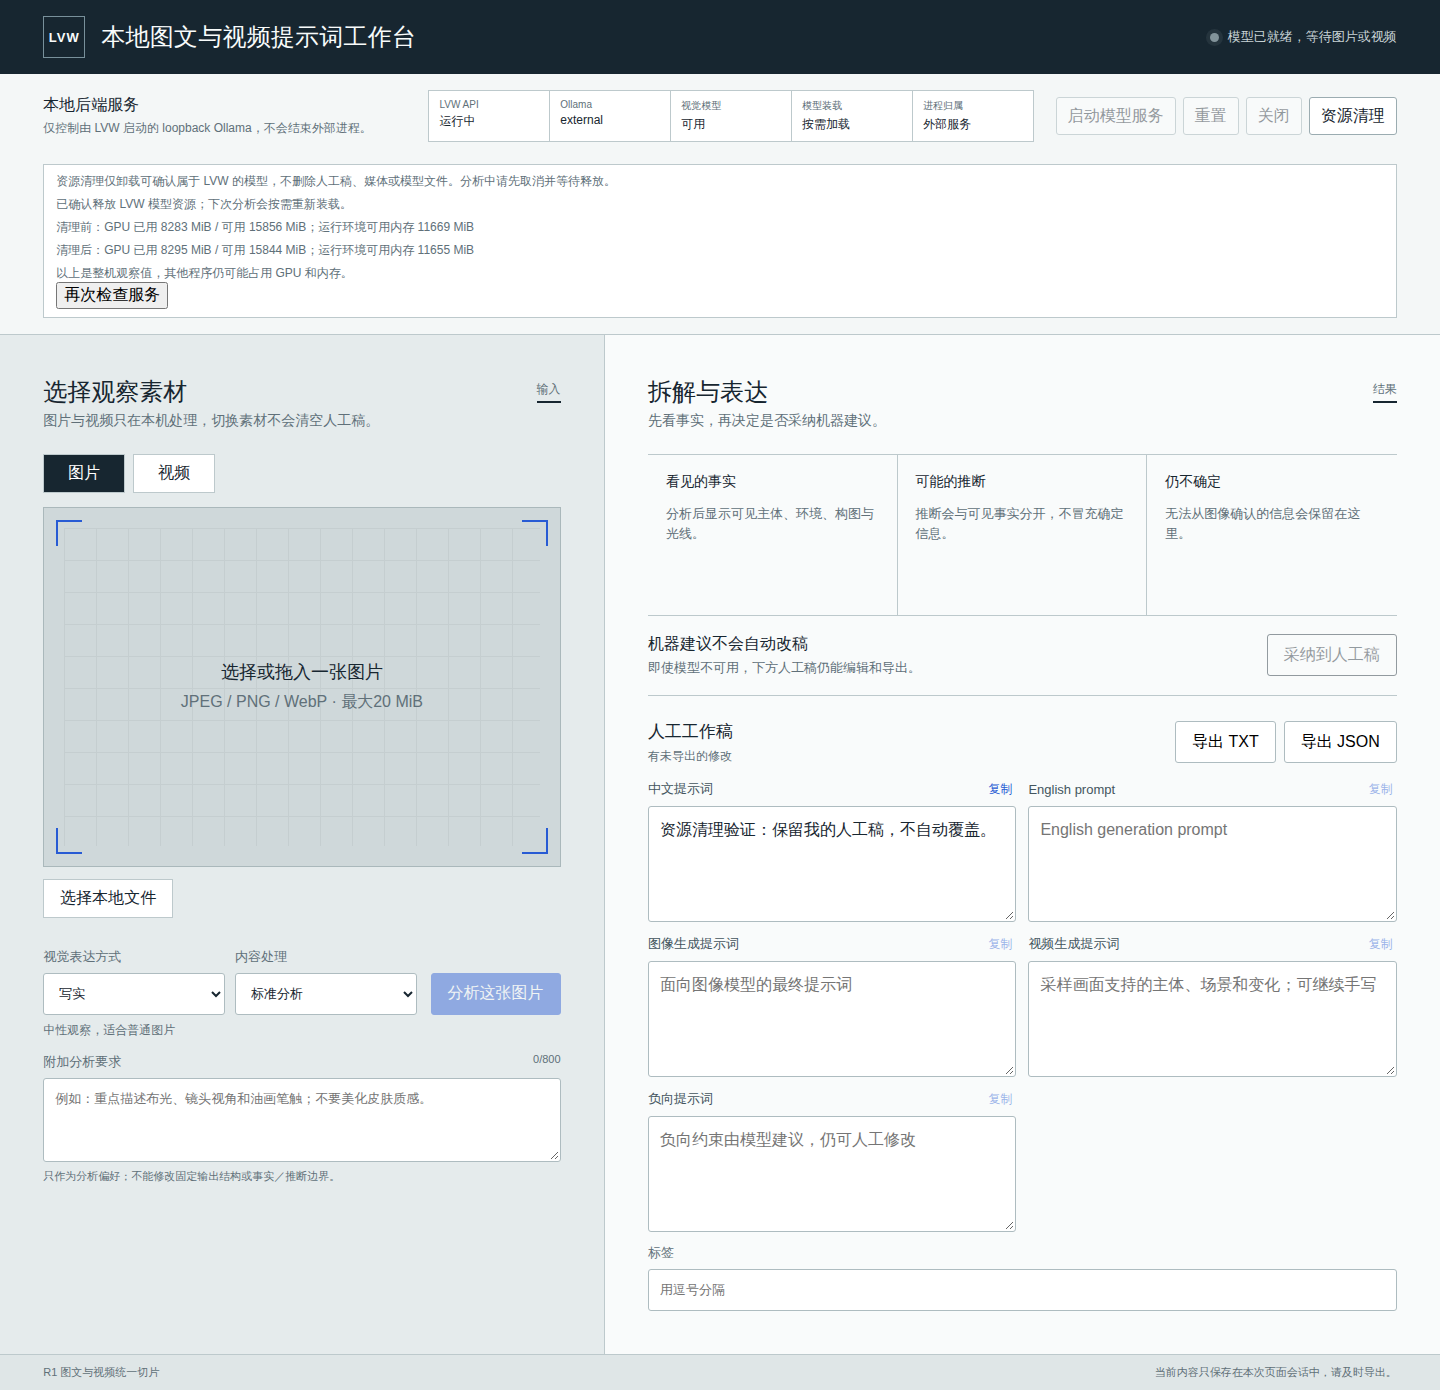 LVW
本地图文与视频提示词工作台
模型已就绪，等待图片或视频
本地后端服务
仅控制由 LVW 启动的 loopback Ollama，不会结束外部进程。
LVW API
运行中
Ollama
external
视觉模型
可用
模型装载
按需加载
进程归属
外部服务
启动模型服务
重置
关闭
资源清理
资源清理仅卸载可确认属于 LVW 的模型，不删除人工稿、媒体或模型文件。分析中请先取消并等待释放。
已确认释放 LVW 模型资源；下次分析会按需重新装载。
清理前：GPU 已用 8283 MiB / 可用 15856 MiB；运行环境可用内存 11669 MiB
清理后：GPU 已用 8295 MiB / 可用 15844 MiB；运行环境可用内存 11655 MiB
以上是整机观察值，其他程序仍可能占用 GPU 和内存。
再次检查服务
选择观察素材
输入
图片与视频只在本机处理，切换素材不会清空人工稿。
图片
视频
选择或拖入一张图片
JPEG / PNG / WebP · 最大20 MiB
选择本地文件
视觉表达方式
内容处理
写实
标准分析
分析这张图片
中性观察，适合普通图片
附加分析要求
0/800
例如：重点描述布光、镜头视角和油画笔触；不要美化皮肤质感。
只作为分析偏好；不能修改固定输出结构或事实／推断边界。
拆解与表达
结果
先看事实，再决定是否采纳机器建议。
看见的事实
分析后显示可见主体、环境、构图与
光线。
可能的推断
推断会与可见事实分开，不冒充确定
信息。
仍不确定
无法从图像确认的信息会保留在这
里。
机器建议不会自动改稿
即使模型不可用，下方人工稿仍能编辑和导出。
采纳到人工稿
人工工作稿
有未导出的修改
导出 TXT
导出 JSON
中文提示词
复制
English prompt
复制
资源清理验证：保留我的人工稿，不自动覆盖。
English generation prompt
图像生成提示词
复制
视频生成提示词
复制
面向图像模型的最终提示词
采样画面支持的主体、场景和变化；可继续手写
负向提示词
复制
负向约束由模型建议，仍可人工修改
标签
用逗号分隔
R1 图文与视频统一切片
当前内容只保存在本次页面会话中，请及时导出。